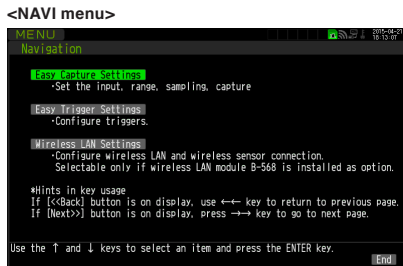 <NAVI menu>
MENU
2015-04-21
16:13:07
Navigation
Easy Capture Settings
・Set the input, range, sampling, capture
Easy Trigger Settings
・Configure triggers.
Wireless LAN Settings
・Configure wireless LAN and wireless sensor connection.
Selectable only if wireless LAN module B-568 is installed as option.
*Hints in key usage
If [<<Back] button is on display, use ←← key to return to previous page.
If [Next>>] button is on display, press →→ key to go to next page.
Use the ↑ and ↓ keys to select an item and press the ENTER key.
End